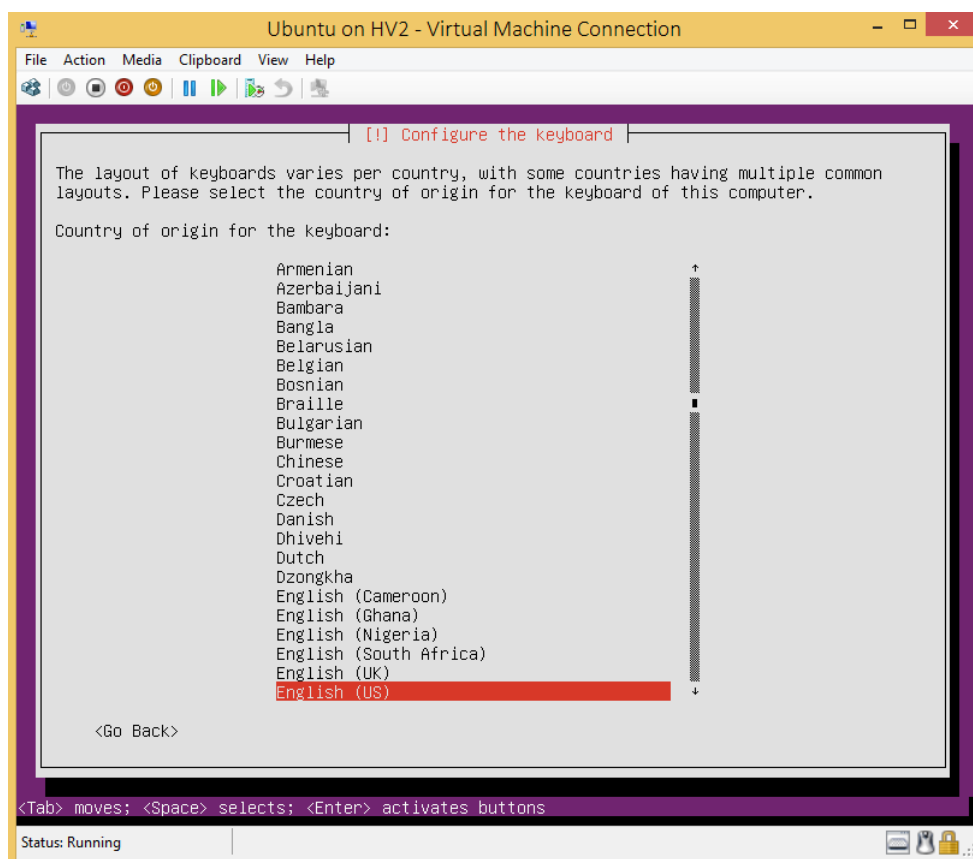 Ubuntu on HV2 - Virtual Machine Connection
File Action Media Clipboard View Help
[!] Configure the keyboard
The layout of keyboards varies per country, with some countries having multiple common
layouts. Please select the country of origin for the keyboard of this computer.
Country of origin for the keyboard:
Armenian
Azerbaijani
Bambara
Bangla
Belarusian
Belgian
Bosnian
Braille
Bulgarian
Burmese
Chinese
Croatian
Czech
Danish
Dhivehi
Dutch
Dzongkha
English (Cameroon)
English (Ghana)
English (Nigeria)
English (South Africa)
English (UK)
English (US)
<Go Back>
<Tab> moves; <Space> selects; <Enter> activates buttons
Status: Running